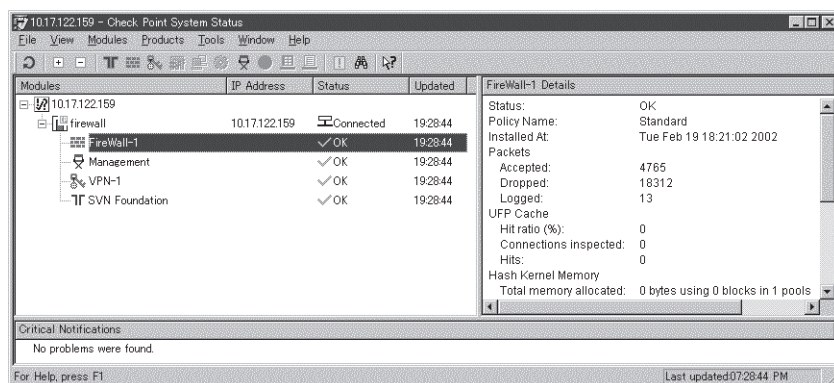 10.17.122.159 - Check Point System Status
File View Modules Products Tools Window Help
Modules IP Address Status Updated
10.17.122.159
firewall 10.17.122.159 Connected 19:28:44
FireWall-1 OK 19:28:44
Management OK 19:28:44
VPN-1 OK 19:28:44
SVN Foundation OK 19:28:44
FireWall-1 Details
Status: OK
Policy Name: Standard
Installed At: Tue Feb 19 18:21:02 2002
Packets
Accepted: 4765
Dropped: 18312
Logged: 13
UFP Cache
Hit ratio (%): 0
Connections inspected: 0
Hits: 0
Hash Kernel Memory
Total memory allocated: 0 bytes using 0 blocks in 1 pools
Critical Notifications
No problems were found.
For Help, press F1
Last updated:07:28:44 PM